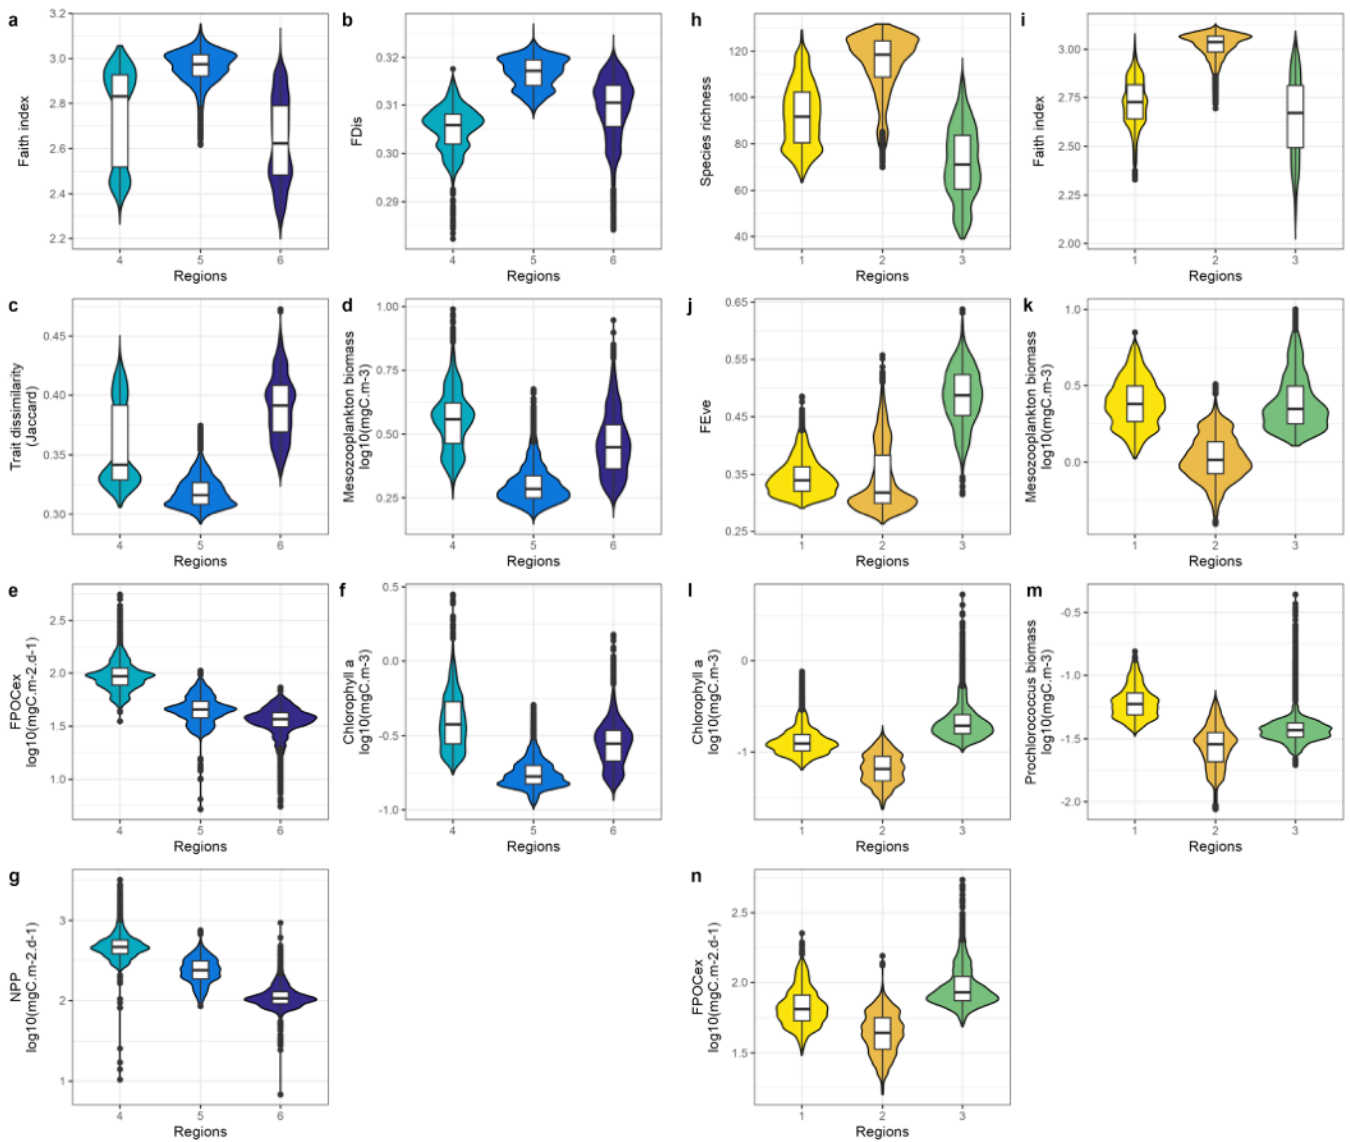 a
Faith index
3.2
3.0
2.8
2.6
2.4
2.2
4 5 6
Regions
b
FDis
0.32
0.31
0.30
0.29
4 5 6
Regions
h
Species richness
120
100
80
60
40
1 2 3
Regions
i
Faith index
3.00
2.75
2.50
2.25
2.00
1 2 3
Regions
c
Trait dissimilarity
(Jaccard)
0.45
0.40
0.35
0.30
4 5 6
Regions
d
Mesozooplankton biomass
log10(mgC.m-3)
1.00
0.75
0.50
0.25
4 5 6
Regions
j
FEve
0.65
0.55
0.45
0.35
0.25
1 2 3
Regions
k
Mesozooplankton biomass
log10(mgC.m-3)
1.0
0.5
0.0
1 2 3
Regions
e
FPOCex
log10(mgC.m-2.d-1)
2.5
2.0
1.5
1.0
4 5 6
Regions
f
Chlorophyll a
log10(mgC.m-3)
0.5
0.0
-0.5
-1.0
4 5 6
Regions
l
Chlorophyll a
log10(mgC.m-3)
0
-1
1 2 3
Regions
m
Prochlorococcus biomass
log10(mgC.m-3)
-0.5
-1.0
-1.5
-2.0
1 2 3
Regions
g
NPP
log10(mgC.m-2.d-1)
3
2
1
4 5 6
Regions
n
FPOCex
log10(mgC.m-2.d-1)
2.5
2.0
1.5
1 2 3
Regions